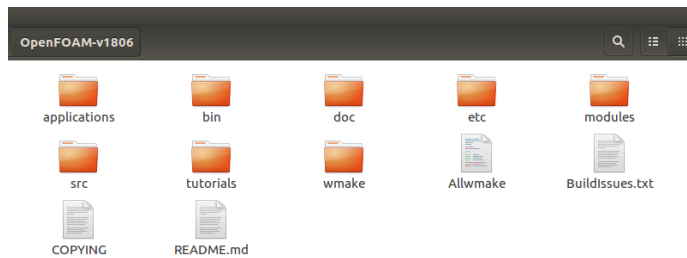 OpenFOAM-v1806
applications bin doc etc modules
src tutorials wmake Allwmake BuildIssues.txt
COPYING README.md